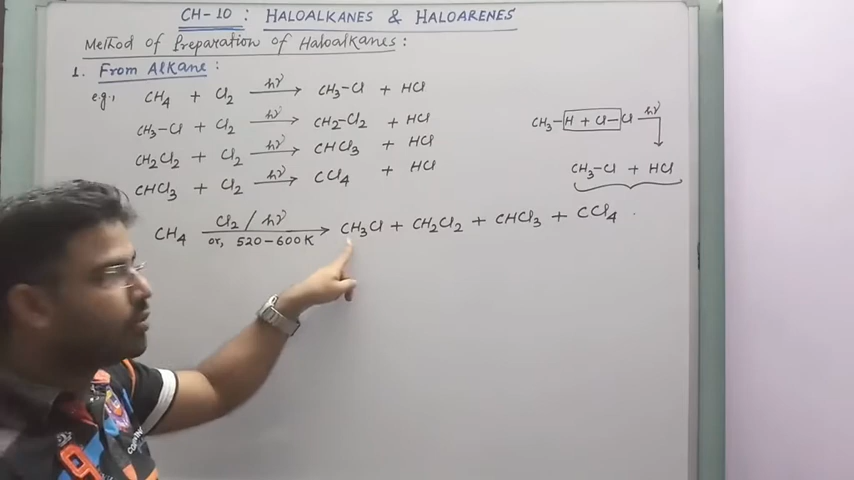 CH-10 : HALOALKANES & HALOARENES
Method of Preparation of Haloalkanes :
1. From Alkane :
e.g., CH₄ + Cl₂ —hν→ CH₃-Cl + HCl
CH₃-Cl + Cl₂ —hν→ CH₂-Cl₂ + HCl
CH₂Cl₂ + Cl₂ —hν→ CHCl₃ + HCl
CHCl₃ + Cl₂ —hν→ CCl₄ + HCl
CH₃-H + Cl-Cl hν
CH₃-Cl + HCl
CH₄ —Cl₂ / hν or, 520-600K→ CH₃Cl + CH₂Cl₂ + CHCl₃ + CCl₄ .